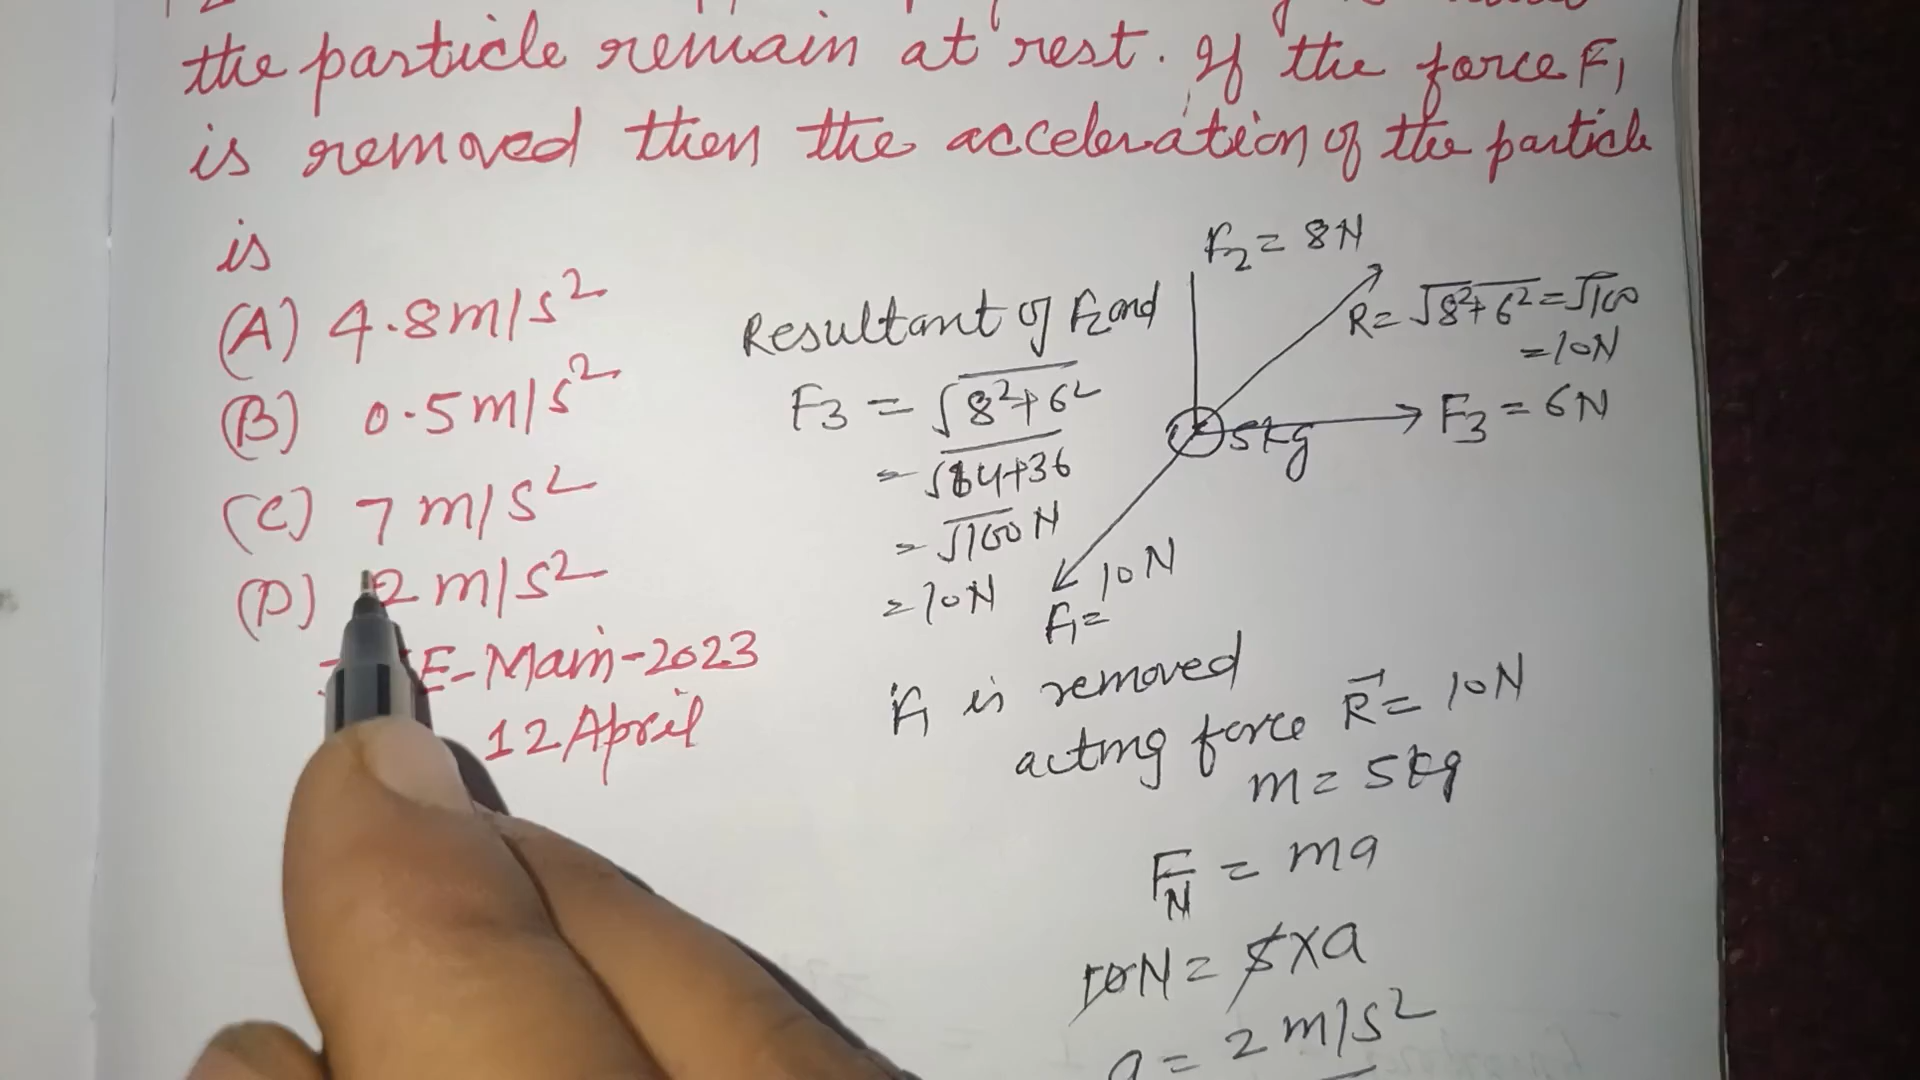 the particle remain at rest. If the force F1
is removed then the acceleration of the particle
is
(A) 4.8m/s²
(B) 0.5m/s²
(C) 7 m/s²
(D) 2 m/s²
E-Main-2023
12 April
Resultant of F2 and
F3 = √8²+6²
= √64+36
= √100 N
= 10N
F2 = 8N
R = √8²+6² = √100
= 10N
F3 = 6N
5kg
10N
F1 =
F1 is removed
acting force R⃗ = 10N
m = 5kg
F = ma
N
10N = 5×a
a = 2 m/s²